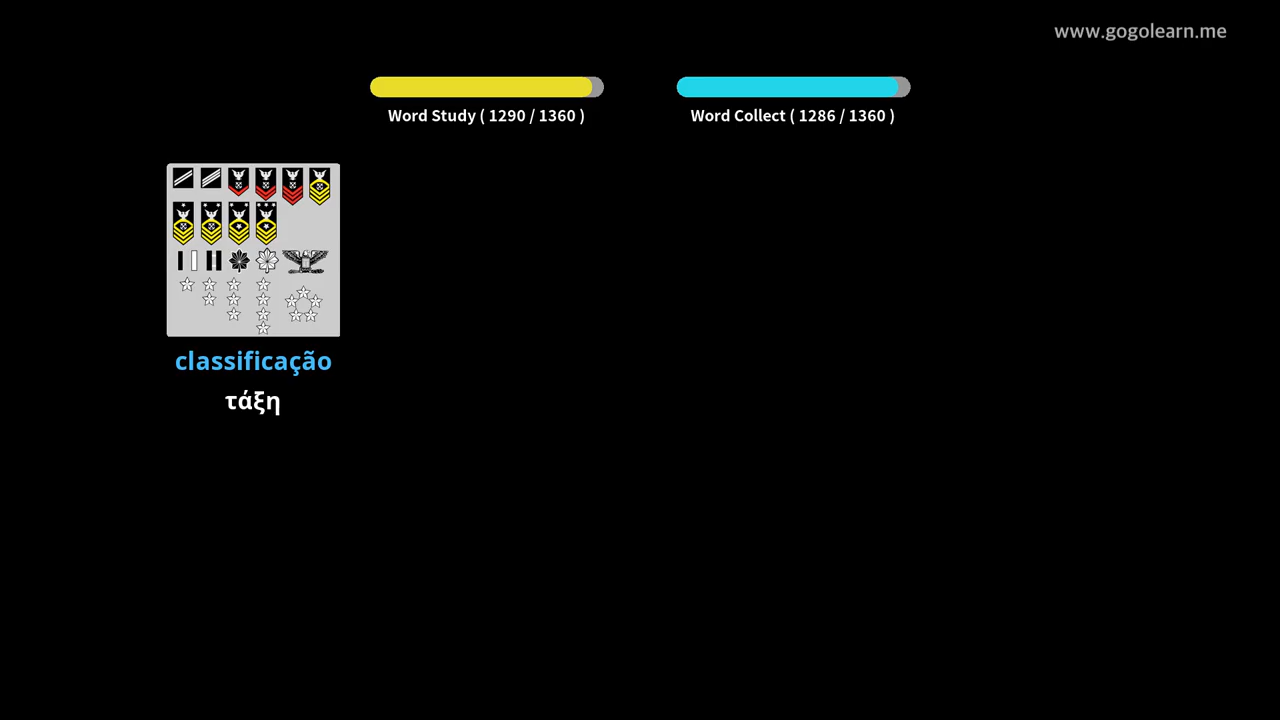 www.gogolearn.me
Word Study ( 1290 / 1360 )
Word Collect ( 1286 / 1360 )
classificação
τάξη